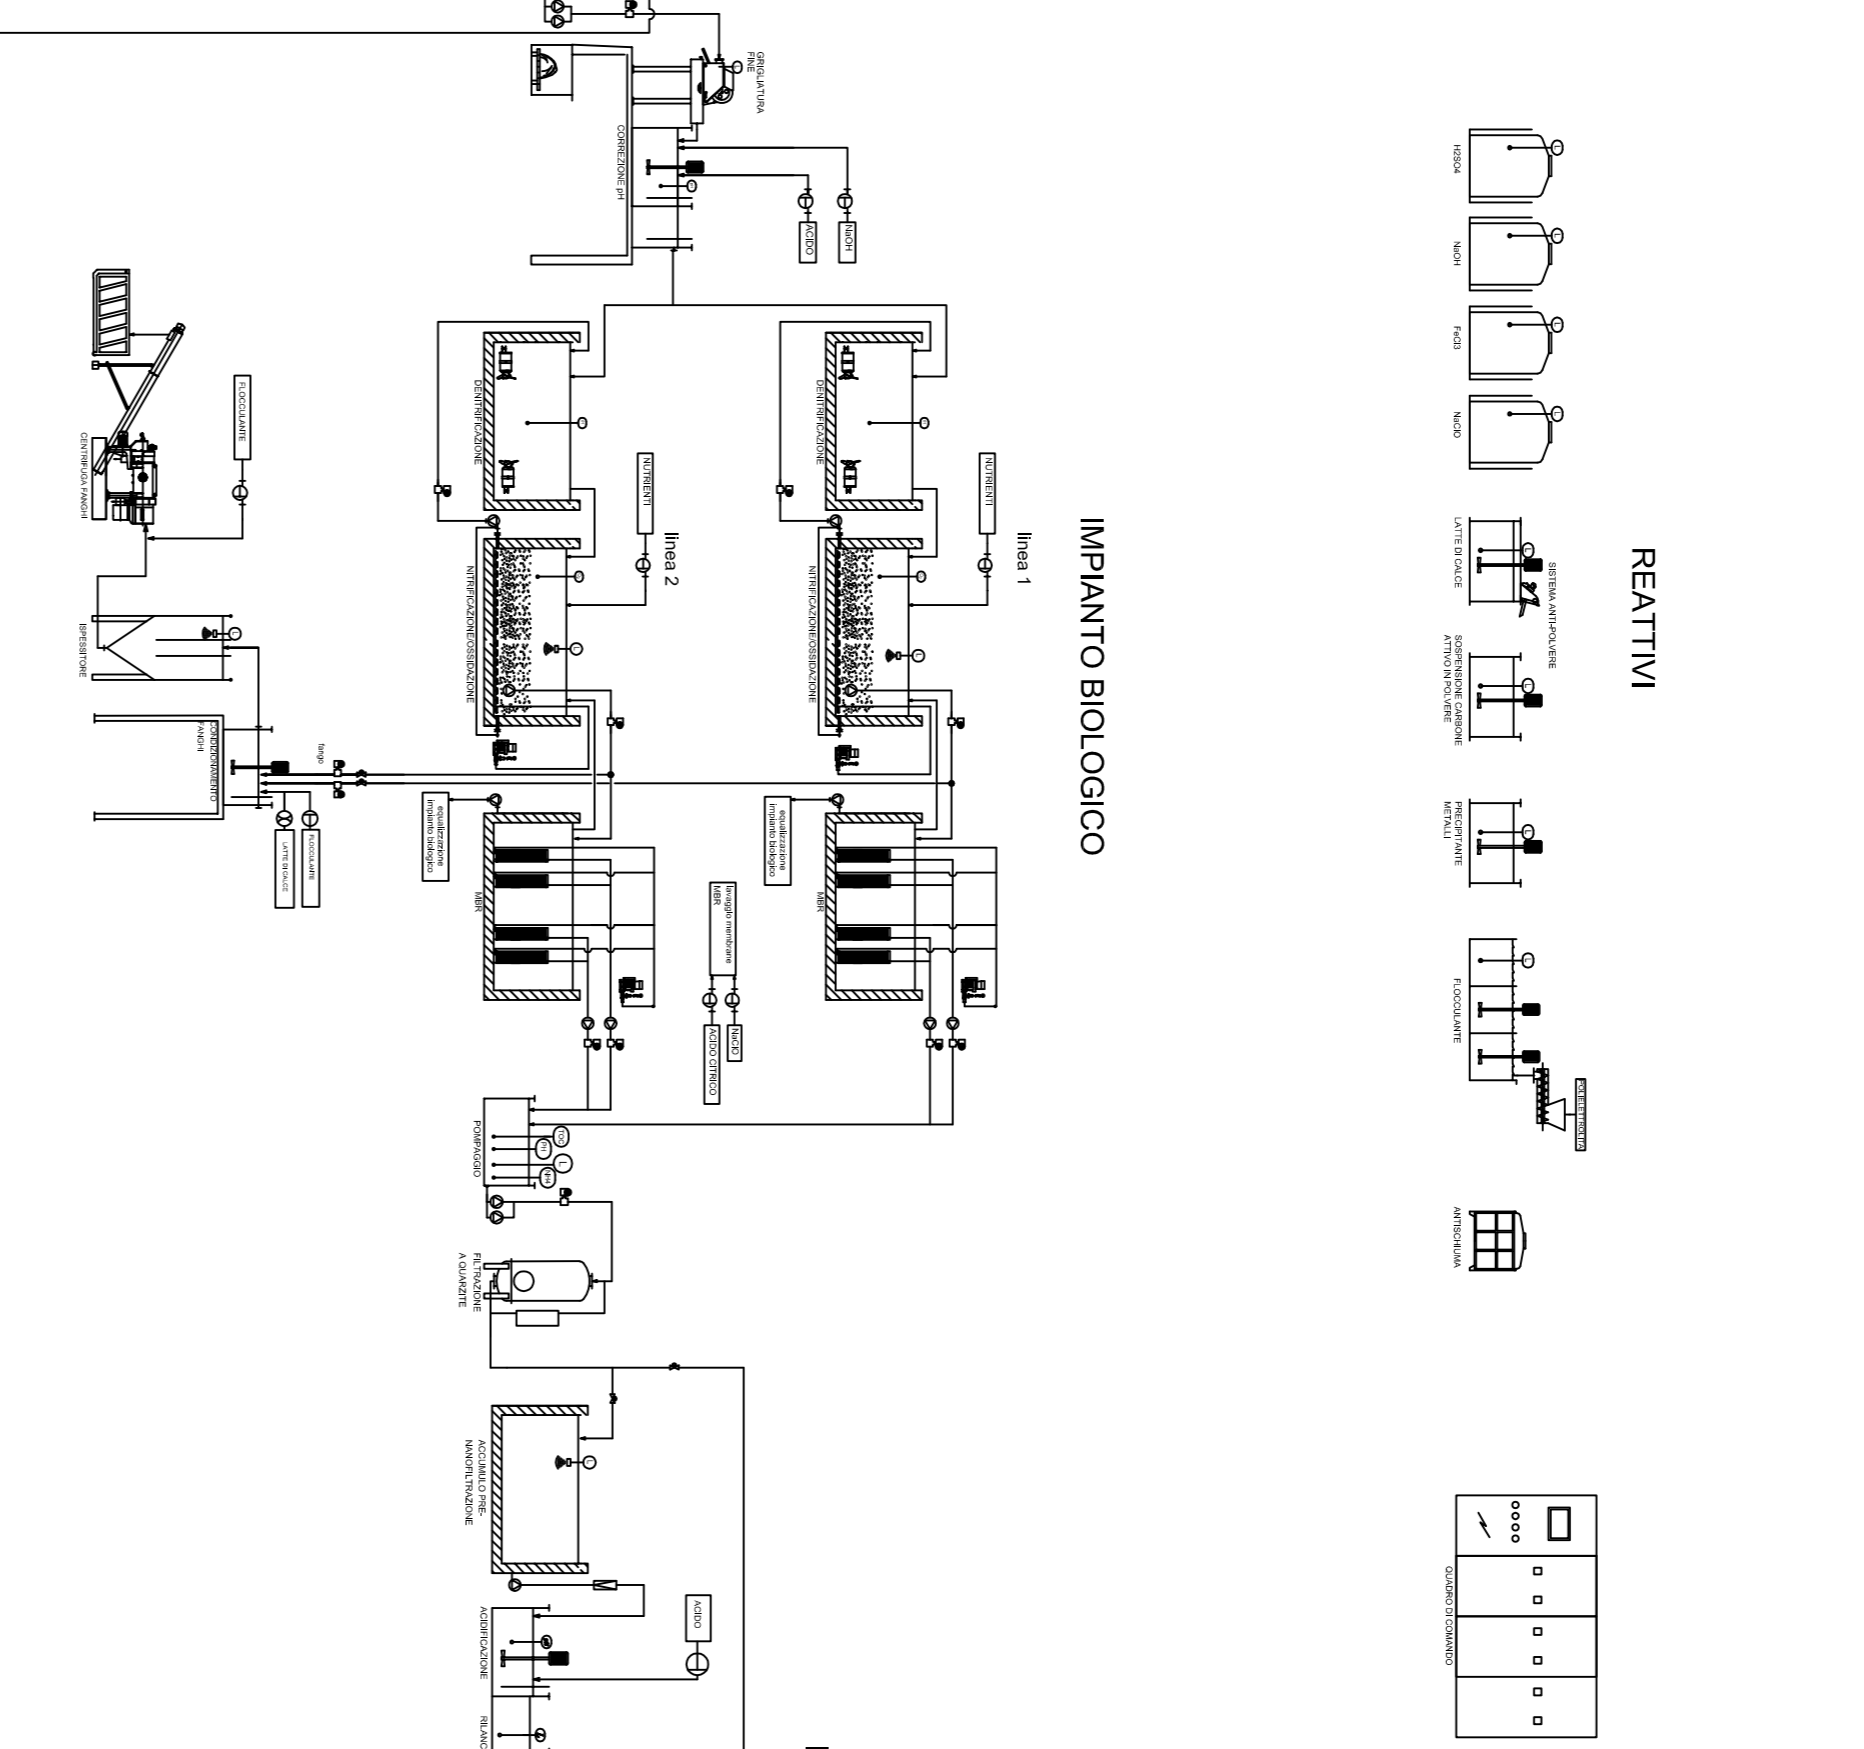 REATTIVI
H2SO4
NaOH
FeCl3
NaClO
SISTEMA ANTI-POLVERE
LATTE DI CALCE
SOSPENSIONE CARBONE
ATTIVO IN POLVERE
PRECIPITANTE
METALLI
FLOCCULANTE
POLIELETTROLITA
ANTISCHIUMA
QUADRO DI COMANDO
L
L
L
L
L
L
L
L
IMPIANTO BIOLOGICO
GRIGLIATURA
FINE
L
CORREZIONE pH
NaOH
ACIDO
linea 1
NUTRIENTI
DENITRIFICAZIONE
NITRIFICAZIONE/OSSIDAZIONE
L
equalizzazione
impianto biologico
MBR
lavaggio membrane
MBR
NaClO
ACIDO CITRICO
linea 2
NUTRIENTI
DENITRIFICAZIONE
NITRIFICAZIONE/OSSIDAZIONE
L
equalizzazione
impianto biologico
MBR
POMPAGGIO
TOC
PH
L
NH4
FILTRAZIONE
A QUARZITE
ACCUMULO PRE-
NANOFILTRAZIONE
L
ACIDIFICAZIONE
ACIDO
RILANC
FLOCCULANTE
CENTRIFUGA FANGHI
ISPESSITORE
L
CONDIZIONAMENTO
FANGHI
fango
FLOCCULANTE
LATTE DI CALCE